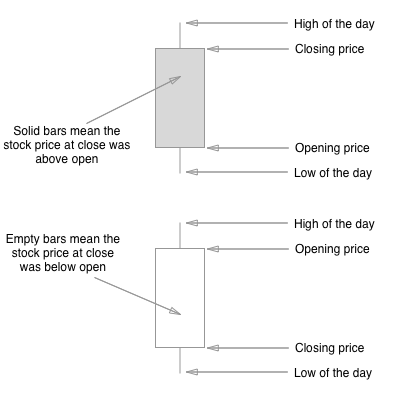 High of the day
Closing price
Solid bars mean the
stock price at close was
above open
Opening price
Low of the day
High of the day
Empty bars mean the
stock price at close
was below open
Opening price
Closing price
Low of the day